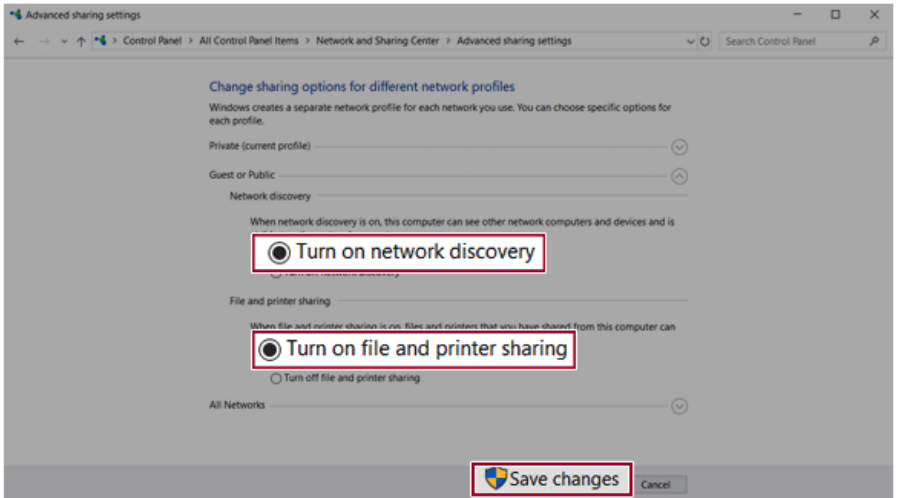 Advanced sharing settings
Control Panel > All Control Panel Items > Network and Sharing Center > Advanced sharing settings
Search Control Panel
Change sharing options for different network profiles
Windows creates a separate network profile for each network you use. You can choose specific options for
each profile.
Private (current profile)
Guest or Public
Network discovery
When network discovery is on, this computer can see other network computers and devices and is
Turn on network discovery
File and printer sharing
When file and printer sharing is on, files and printers that you have shared from this computer can
Turn on file and printer sharing
Turn off file and printer sharing
All Networks
Save changes
Cancel